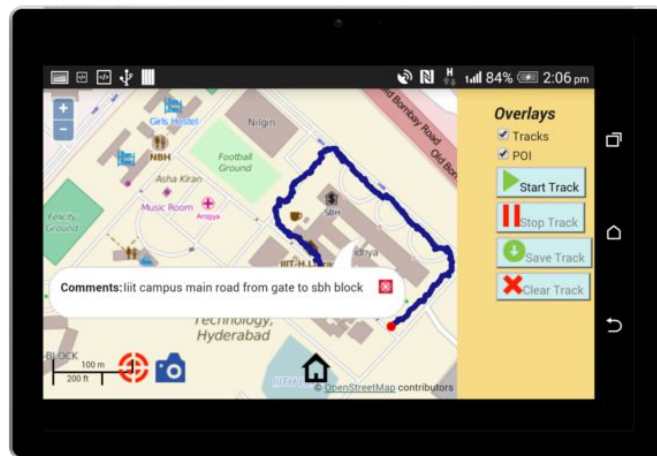 84% 2:06 pm
+
−
Girls Hostel
Nilgiri
Old Bombay Road
NBH
Football
Ground
Asha Kiran
Music Room
Aarogya
Felicity
Ground
$
SBH
Comments:Iiit campus main road from gate to sbh block
Technology,
Hyderabad
-BLOCK
100 m
200 ft
© OpenStreetMap contributors
Overlays
Tracks
POI
Start Track
Stop Track
Save Track
Clear Track